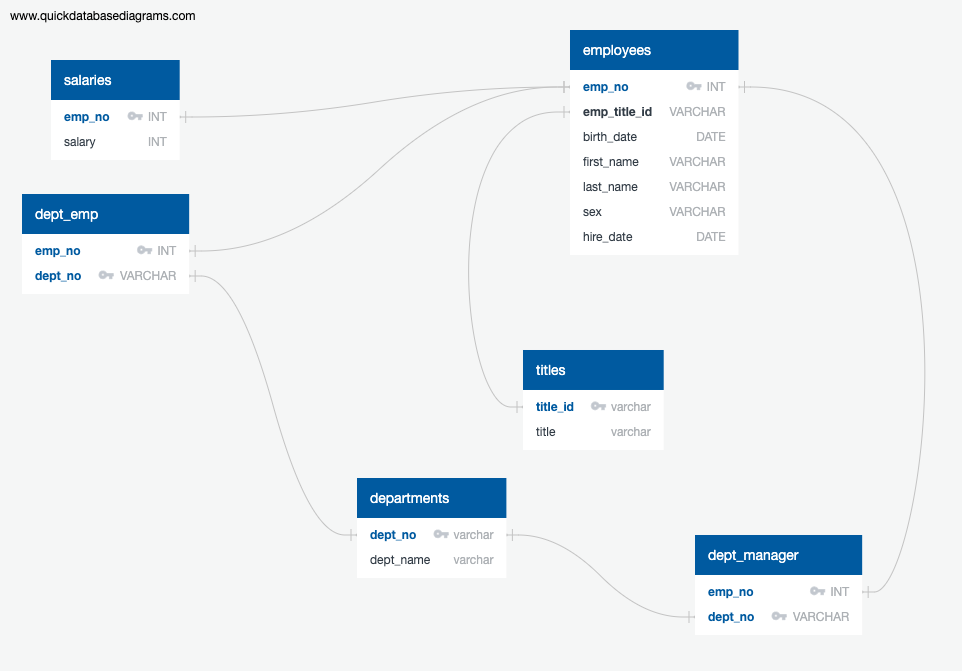 www.quickdatabasediagrams.com
salaries
emp_no INT
salary INT
dept_emp
emp_no INT
dept_no VARCHAR
employees
emp_no INT
emp_title_id VARCHAR
birth_date DATE
first_name VARCHAR
last_name VARCHAR
sex VARCHAR
hire_date DATE
titles
title_id varchar
title varchar
departments
dept_no varchar
dept_name varchar
dept_manager
emp_no INT
dept_no VARCHAR